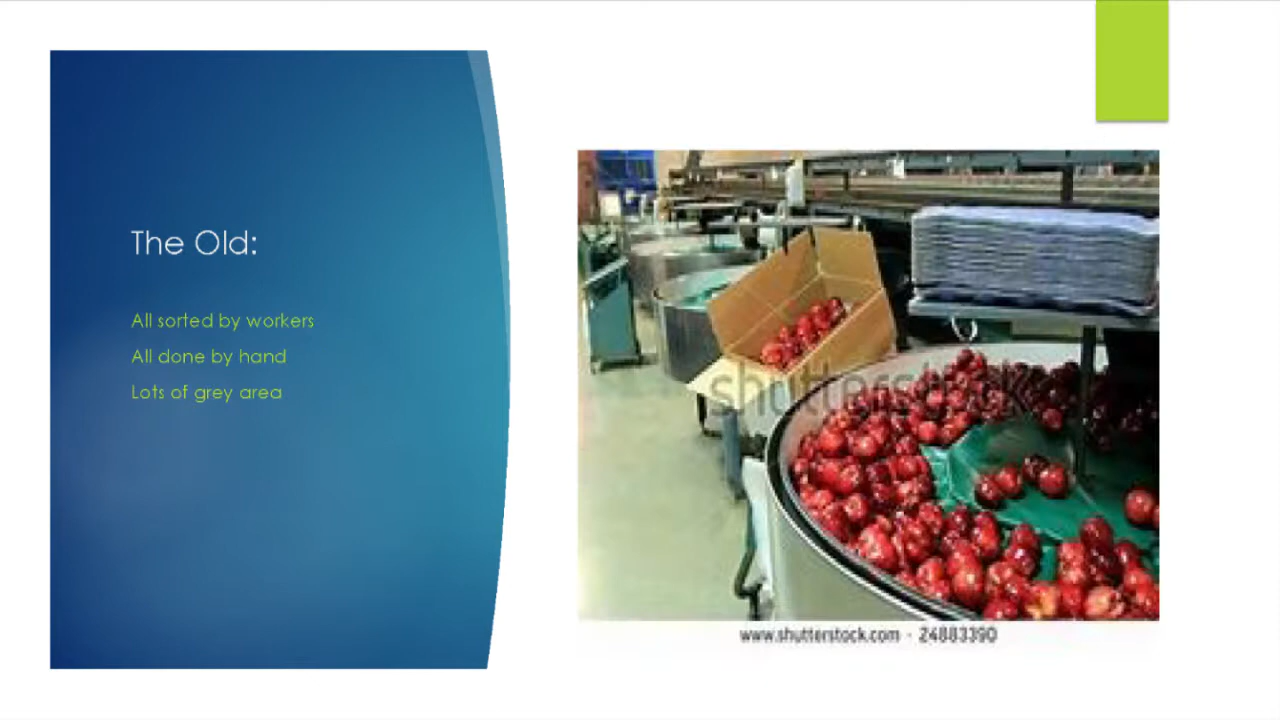 The Old:
All sorted by workers
All done by hand
Lots of grey area
shutterstock
www.shutterstock.com · 24883390